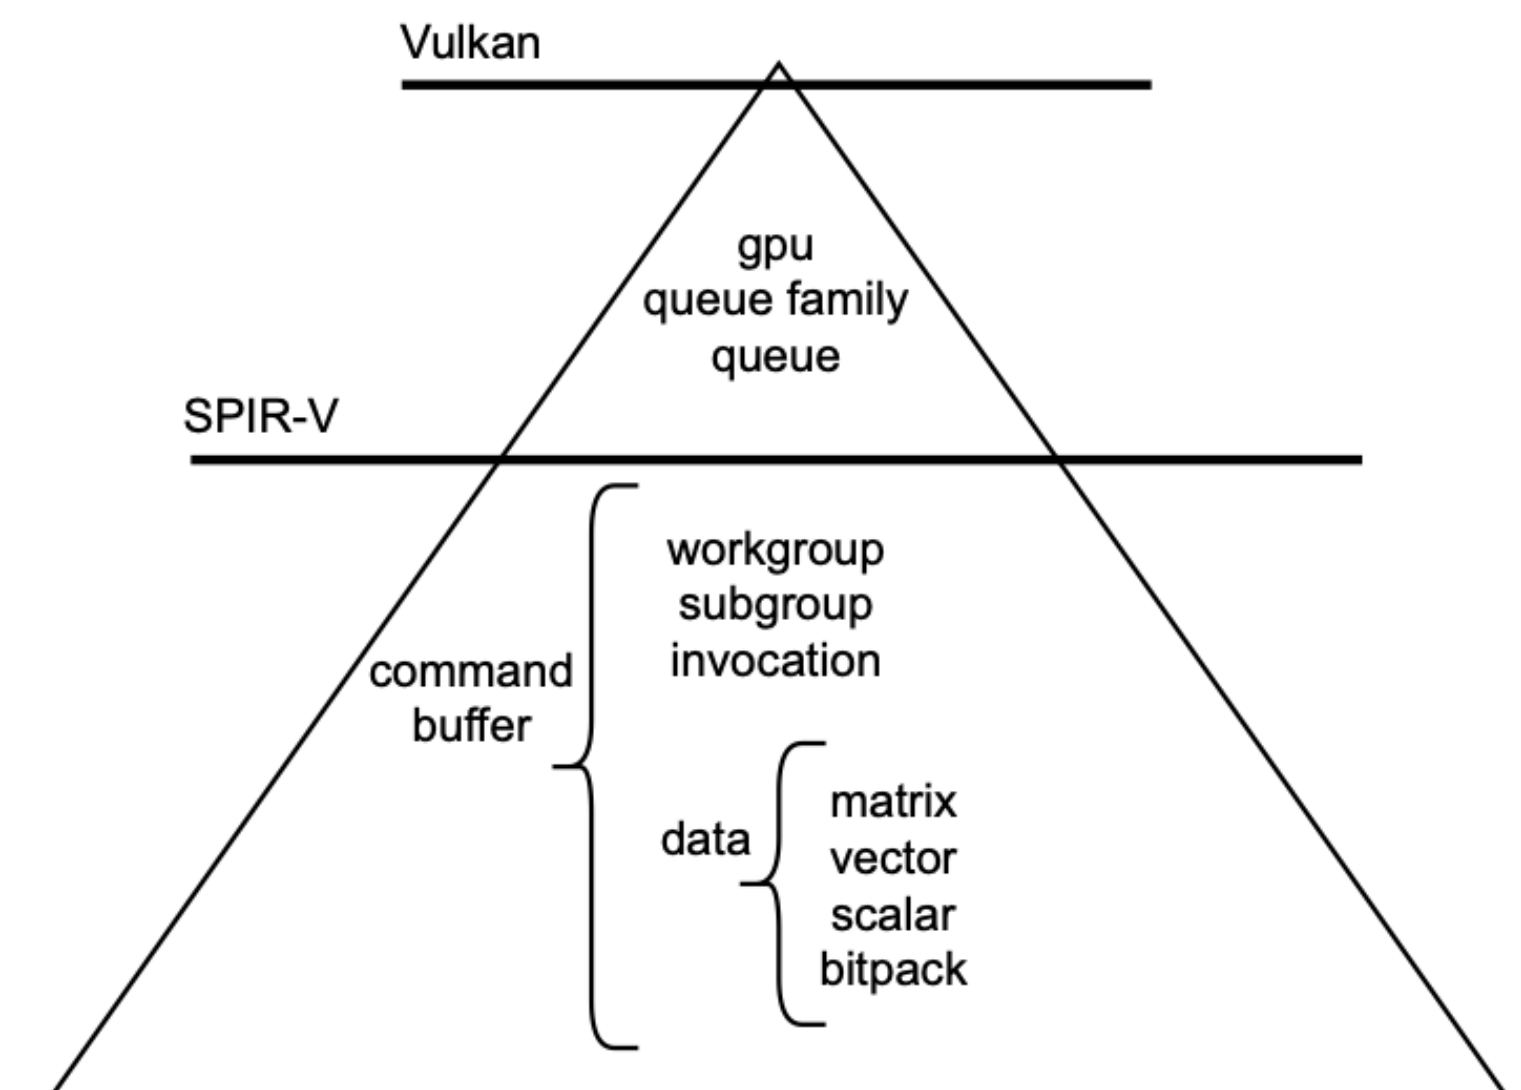 Vulkan
gpu
queue family
queue
SPIR-V
workgroup
subgroup
invocation
command
buffer
data
matrix
vector
scalar
bitpack